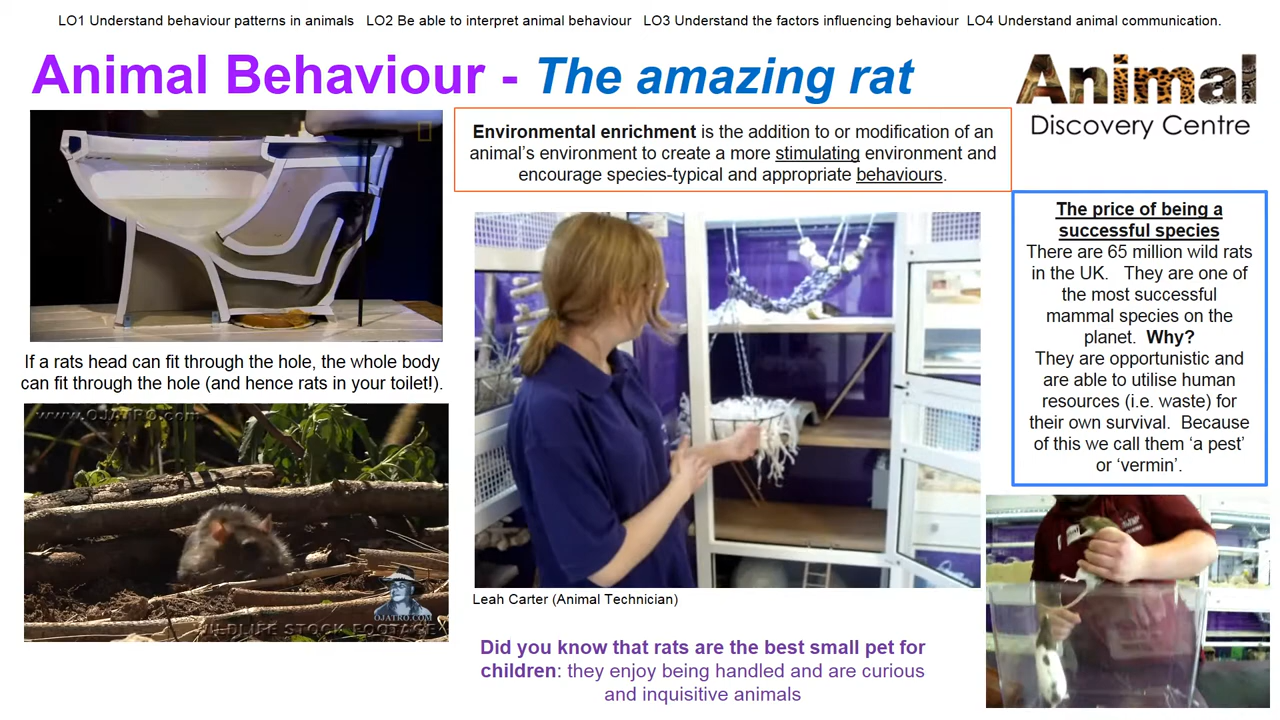 LO1 Understand behaviour patterns in animals LO2 Be able to interpret animal behaviour LO3 Understand the factors influencing behaviour LO4 Understand animal communication.
Animal Behaviour - The amazing rat
Animal
Discovery Centre
Environmental enrichment is the addition to or modification of an
animal's environment to create a more stimulating environment and
encourage species-typical and appropriate behaviours.
The price of being a
successful species
There are 65 million wild rats
in the UK. They are one of
the most successful
mammal species on the
planet. Why?
They are opportunistic and
are able to utilise human
resources (i.e. waste) for
their own survival. Because
of this we call them 'a pest'
or 'vermin'.
If a rats head can fit through the hole, the whole body
can fit through the hole (and hence rats in your toilet!).
www.OJATRO.com
OJATRO.COM
WILDLIFE STOCK FOOTAGE
Leah Carter (Animal Technician)
Did you know that rats are the best small pet for
children: they enjoy being handled and are curious
and inquisitive animals